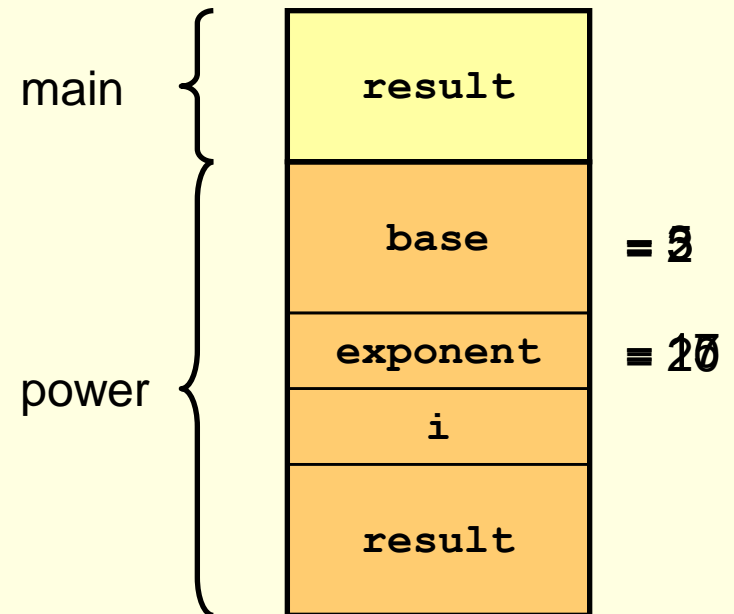 main
result
base
=
exponent
=
power
i
result